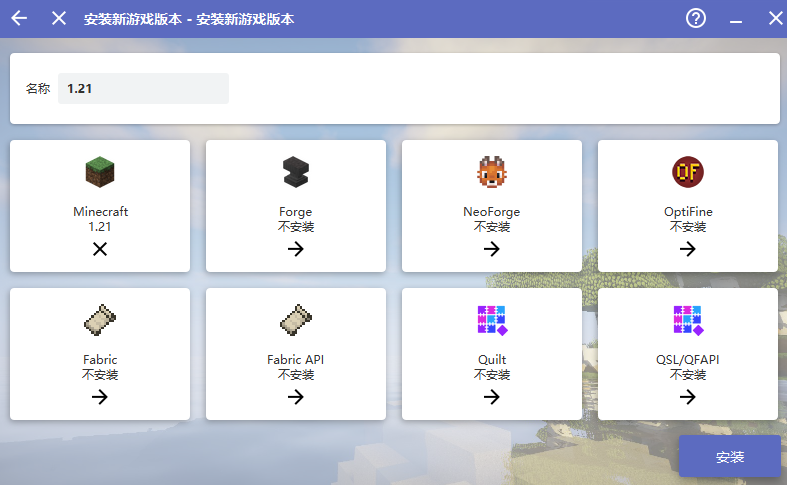 安装新游戏版本 - 安装新游戏版本
名称 1.21
Minecraft
1.21
Forge
不安装
NeoForge
不安装
OF
OptiFine
不安装
Fabric
不安装
Fabric API
不安装
Quilt
不安装
QSL/QFAPI
不安装
安装